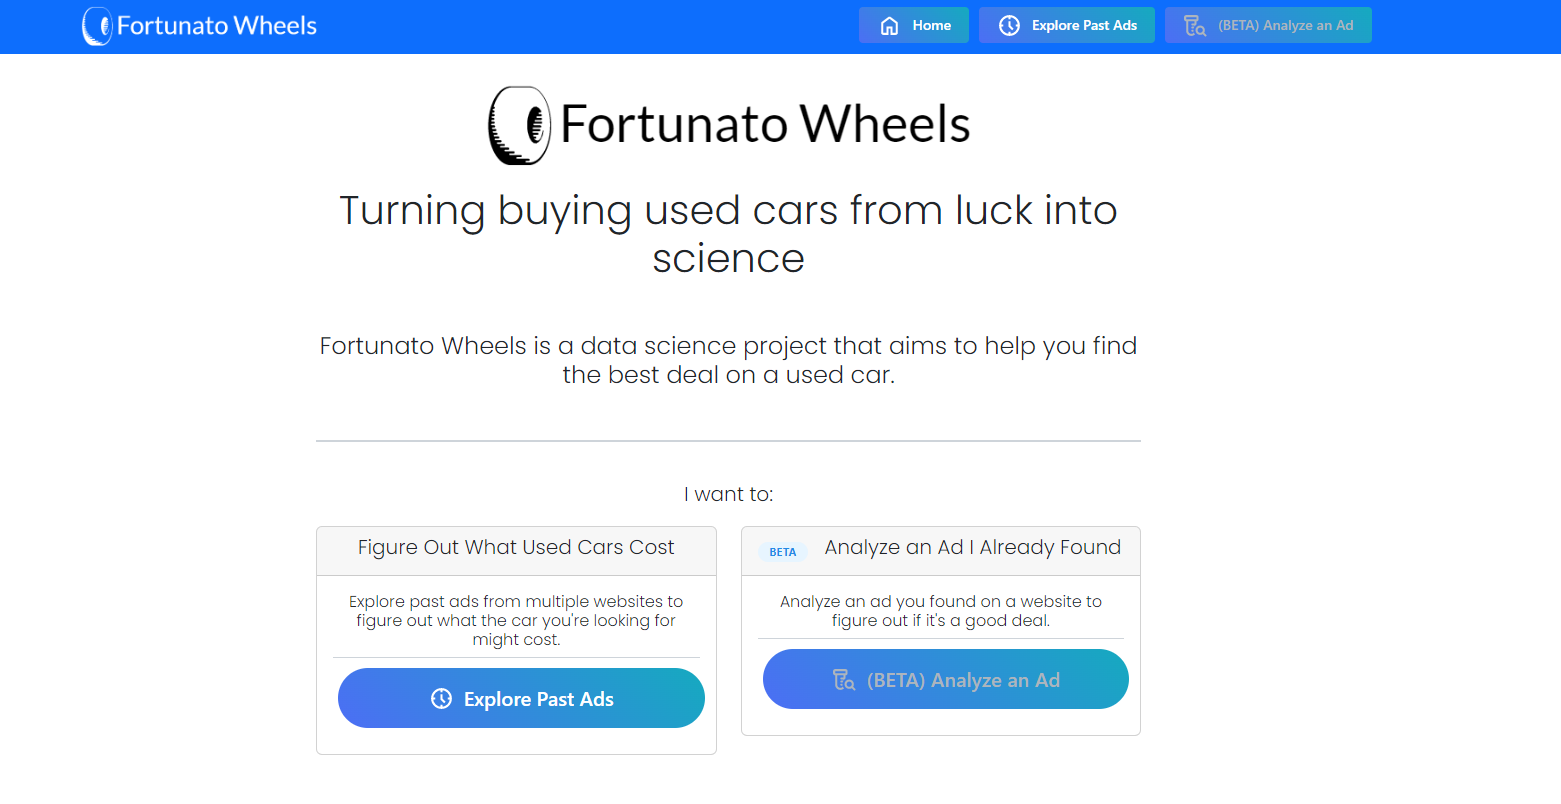 Fortunato Wheels
Home
Explore Past Ads
(BETA) Analyze an Ad
Fortunato Wheels
Turning buying used cars from luck into
science
Fortunato Wheels is a data science project that aims to help you find
the best deal on a used car.
I want to:
Figure Out What Used Cars Cost
Explore past ads from multiple websites to
figure out what the car you're looking for
might cost.
Explore Past Ads
BETA
Analyze an Ad I Already Found
Analyze an ad you found on a website to
figure out if it's a good deal.
(BETA) Analyze an Ad